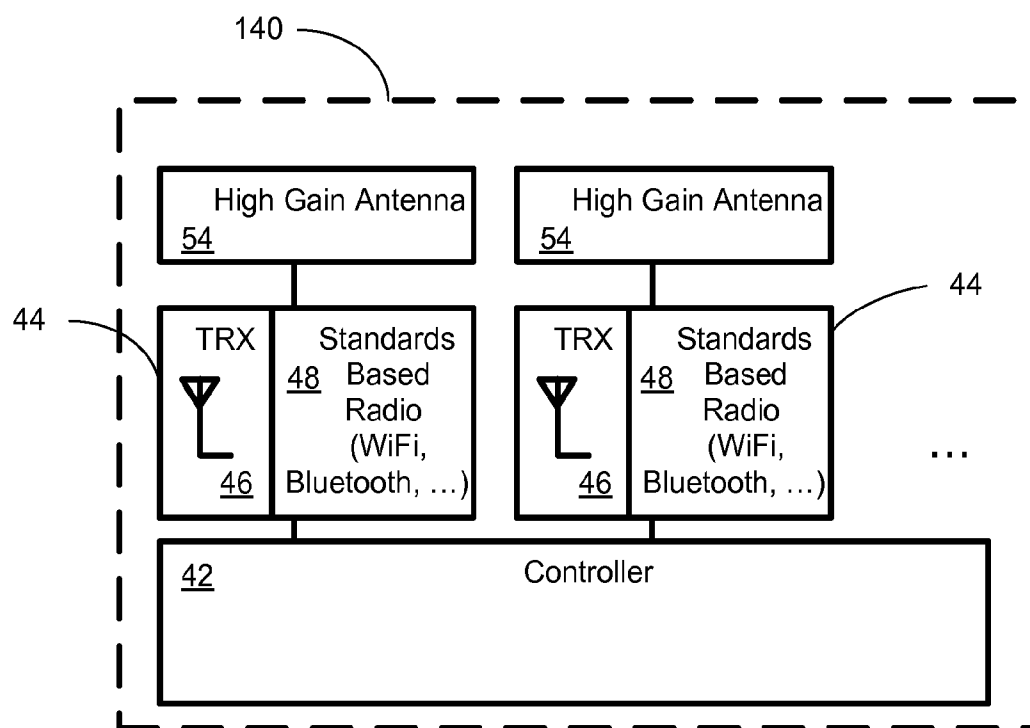 140
High Gain Antenna
54
High Gain Antenna
54
44
44
TRX
46
Standards
48 Based
Radio
(WiFi,
Bluetooth, ...)
TRX
46
Standards
48 Based
Radio
(WiFi,
Bluetooth, ...)
...
42
Controller